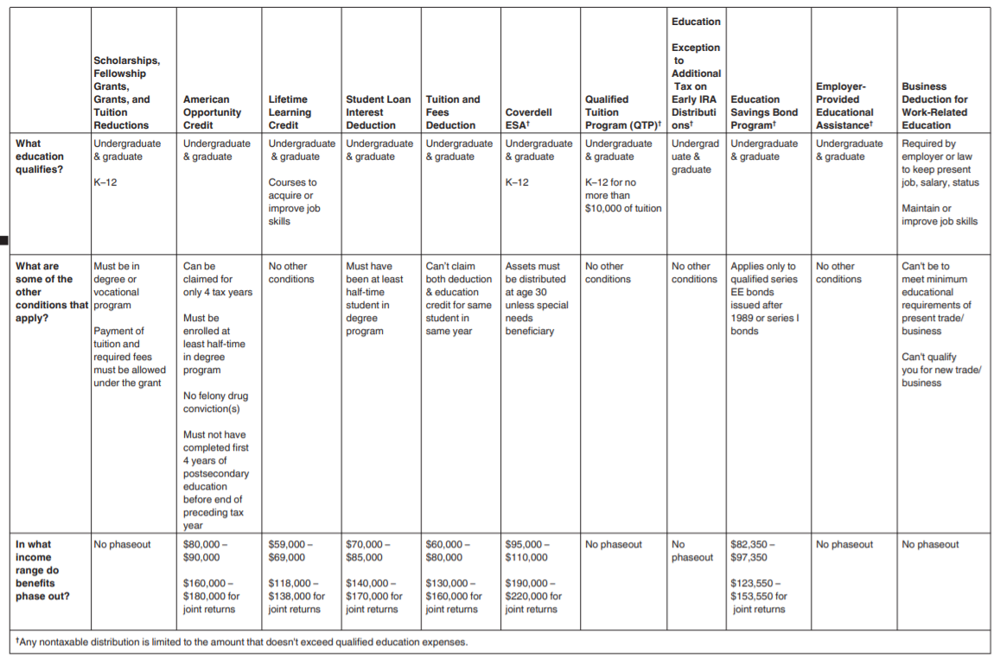 Scholarships,
Fellowship
Grants,
Grants, and
Tuition
Reductions
American
Opportunity
Credit
Lifetime
Learning
Credit
Student Loan
Interest
Deduction
Tuition and
Fees
Deduction
Coverdell
ESA†
Qualified
Tuition
Program (QTP)†
Education
Exception
to
Additional
Tax on
Early IRA
Distributi
ons†
Education
Savings Bond
Program†
Employer-
Provided
Educational
Assistance†
Business
Deduction for
Work-Related
Education
What
education
qualifies?
Undergraduate
& graduate
K–12
Undergraduate
& graduate
Undergraduate
& graduate
Courses to
acquire or
improve job
skills
Undergraduate
& graduate
Undergraduate
& graduate
Undergraduate
& graduate
K–12
Undergraduate
& graduate
K–12 for no
more than
$10,000 of tuition
Undergrad
uate &
graduate
Undergraduate
& graduate
Undergraduate
& graduate
Required by
employer or law
to keep present
job, salary, status
Maintain or
improve job skills
What are
some of the
other
conditions that
apply?
Must be in
degree or
vocational
program
Payment of
tuition and
required fees
must be allowed
under the grant
Can be
claimed for
only 4 tax years
Must be
enrolled at
least half-time
in degree
program
No felony drug
conviction(s)
Must not have
completed first
4 years of
postsecondary
education
before end of
preceding tax
year
No other
conditions
Must have
been at least
half-time
student in
degree
program
Can't claim
both deduction
& education
credit for same
student in
same year
Assets must
be distributed
at age 30
unless special
needs
beneficiary
No other
conditions
No other
conditions
Applies only to
qualified series
EE bonds
issued after
1989 or series I
bonds
No other
conditions
Can't be to
meet minimum
educational
requirements of
present trade/
business
Can't qualify
you for new trade/
business
In what
income
range do
benefits
phase out?
No phaseout
$80,000 –
$90,000
$160,000 –
$180,000 for
joint returns
$59,000 –
$69,000
$118,000 –
$138,000 for
joint returns
$70,000 –
$85,000
$140,000 –
$170,000 for
joint returns
$60,000 –
$80,000
$130,000 –
$160,000 for
joint returns
$95,000 –
$110,000
$190,000 –
$220,000 for
joint returns
No phaseout
No
phaseout
$82,350 –
$97,350
$123,550 –
$153,550 for
joint returns
No phaseout
No phaseout
†Any nontaxable distribution is limited to the amount that doesn't exceed qualified education expenses.